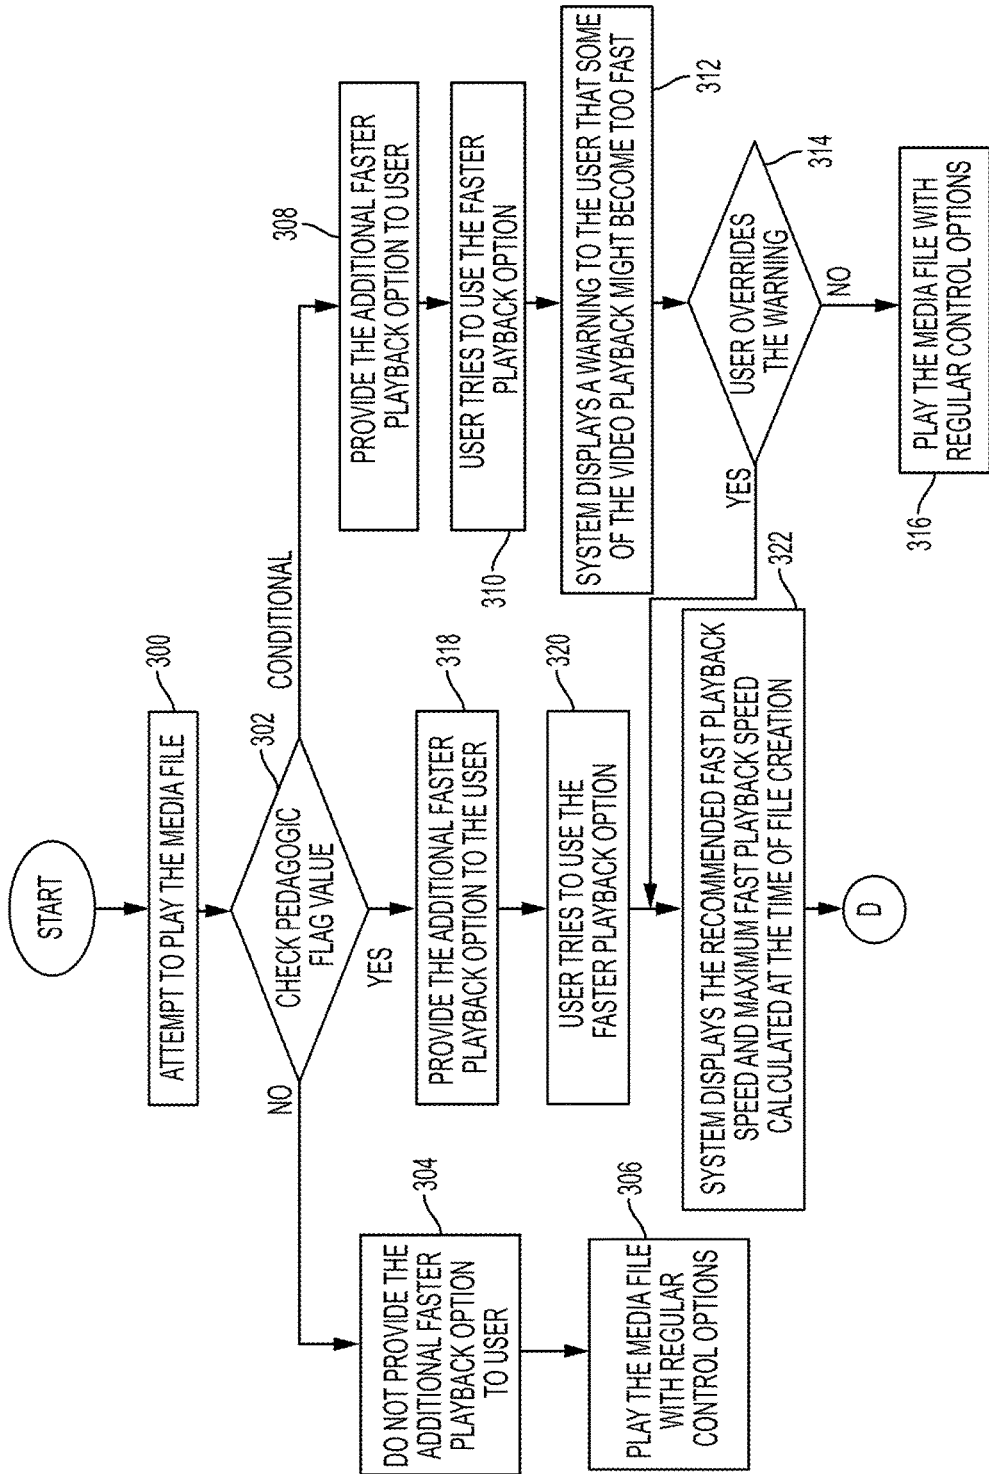 START
300
ATTEMPT TO PLAY THE MEDIA FILE
302
CHECK PEDAGOGIC
FLAG VALUE
NO
YES
CONDITIONAL
304
DO NOT PROVIDE THE
ADDITIONAL FASTER
PLAYBACK OPTION
TO USER
306
PLAY THE MEDIA FILE
WITH REGULAR
CONTROL OPTIONS
318
PROVIDE THE ADDITIONAL FASTER
PLAYBACK OPTION TO THE USER
320
USER TRIES TO USE THE
FASTER PLAYBACK OPTION
322
SYSTEM DISPLAYS THE RECOMMENDED FAST PLAYBACK
SPEED AND MAXIMUM FAST PLAYBACK SPEED
CALCULATED AT THE TIME OF FILE CREATION
D
308
PROVIDE THE ADDITIONAL FASTER
PLAYBACK OPTION TO USER
310
USER TRIES TO USE THE FASTER
PLAYBACK OPTION
312
SYSTEM DISPLAYS A WARNING TO THE USER THAT SOME
OF THE VIDEO PLAYBACK MIGHT BECOME TOO FAST
314
USER OVERRIDES
THE WARNING
YES
NO
316
PLAY THE MEDIA FILE WITH
REGULAR CONTROL OPTIONS